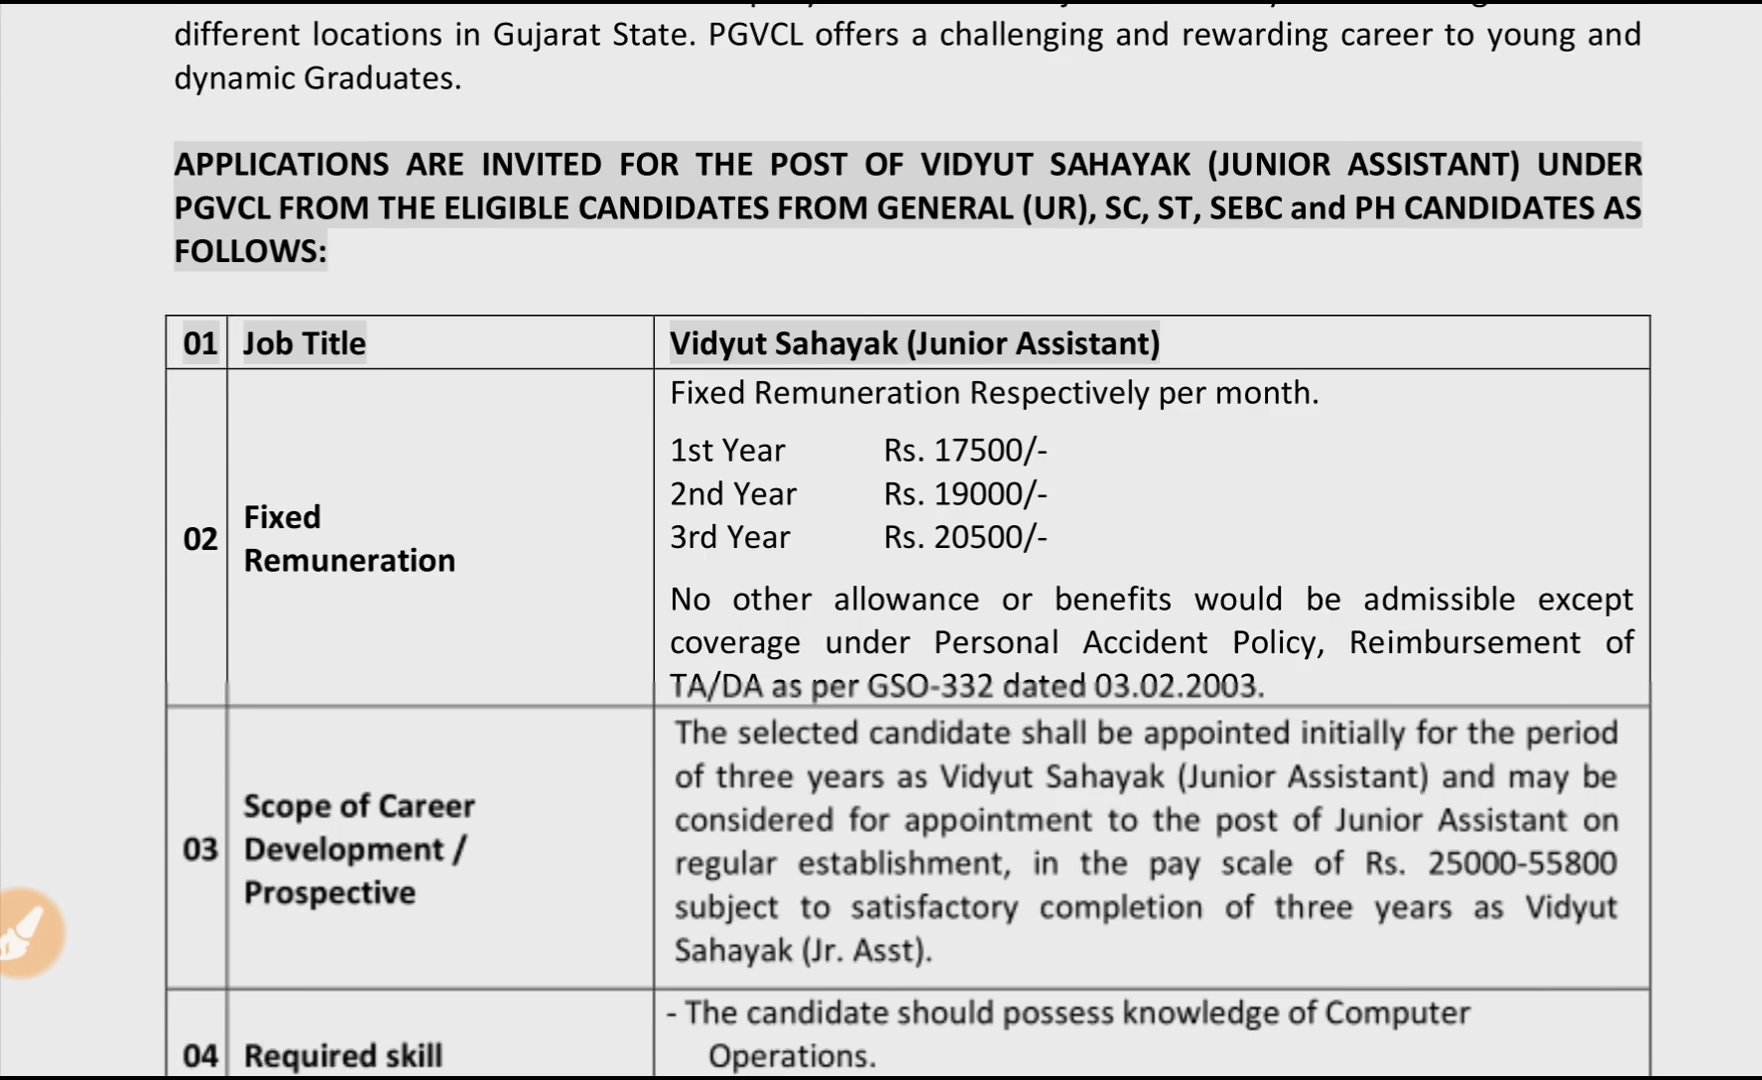 different locations in Gujarat State. PGVCL offers a challenging and rewarding career to young and
dynamic Graduates.
APPLICATIONS ARE INVITED FOR THE POST OF VIDYUT SAHAYAK (JUNIOR ASSISTANT) UNDER
PGVCL FROM THE ELIGIBLE CANDIDATES FROM GENERAL (UR), SC, ST, SEBC and PH CANDIDATES AS
FOLLOWS:
01 Job Title Vidyut Sahayak (Junior Assistant)
02 Fixed
Remuneration
Fixed Remuneration Respectively per month.
1st Year Rs. 17500/-
2nd Year Rs. 19000/-
3rd Year Rs. 20500/-
No other allowance or benefits would be admissible except
coverage under Personal Accident Policy, Reimbursement of
TA/DA as per GSO-332 dated 03.02.2003.
03 Scope of Career
Development /
Prospective
The selected candidate shall be appointed initially for the period
of three years as Vidyut Sahayak (Junior Assistant) and may be
considered for appointment to the post of Junior Assistant on
regular establishment, in the pay scale of Rs. 25000-55800
subject to satisfactory completion of three years as Vidyut
Sahayak (Jr. Asst).
04 Required skill
- The candidate should possess knowledge of Computer
Operations.